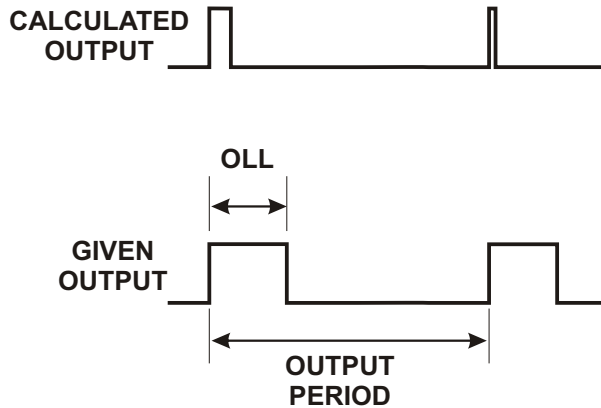 CALCULATED
OUTPUT
OLL
GIVEN
OUTPUT
OUTPUT
PERIOD